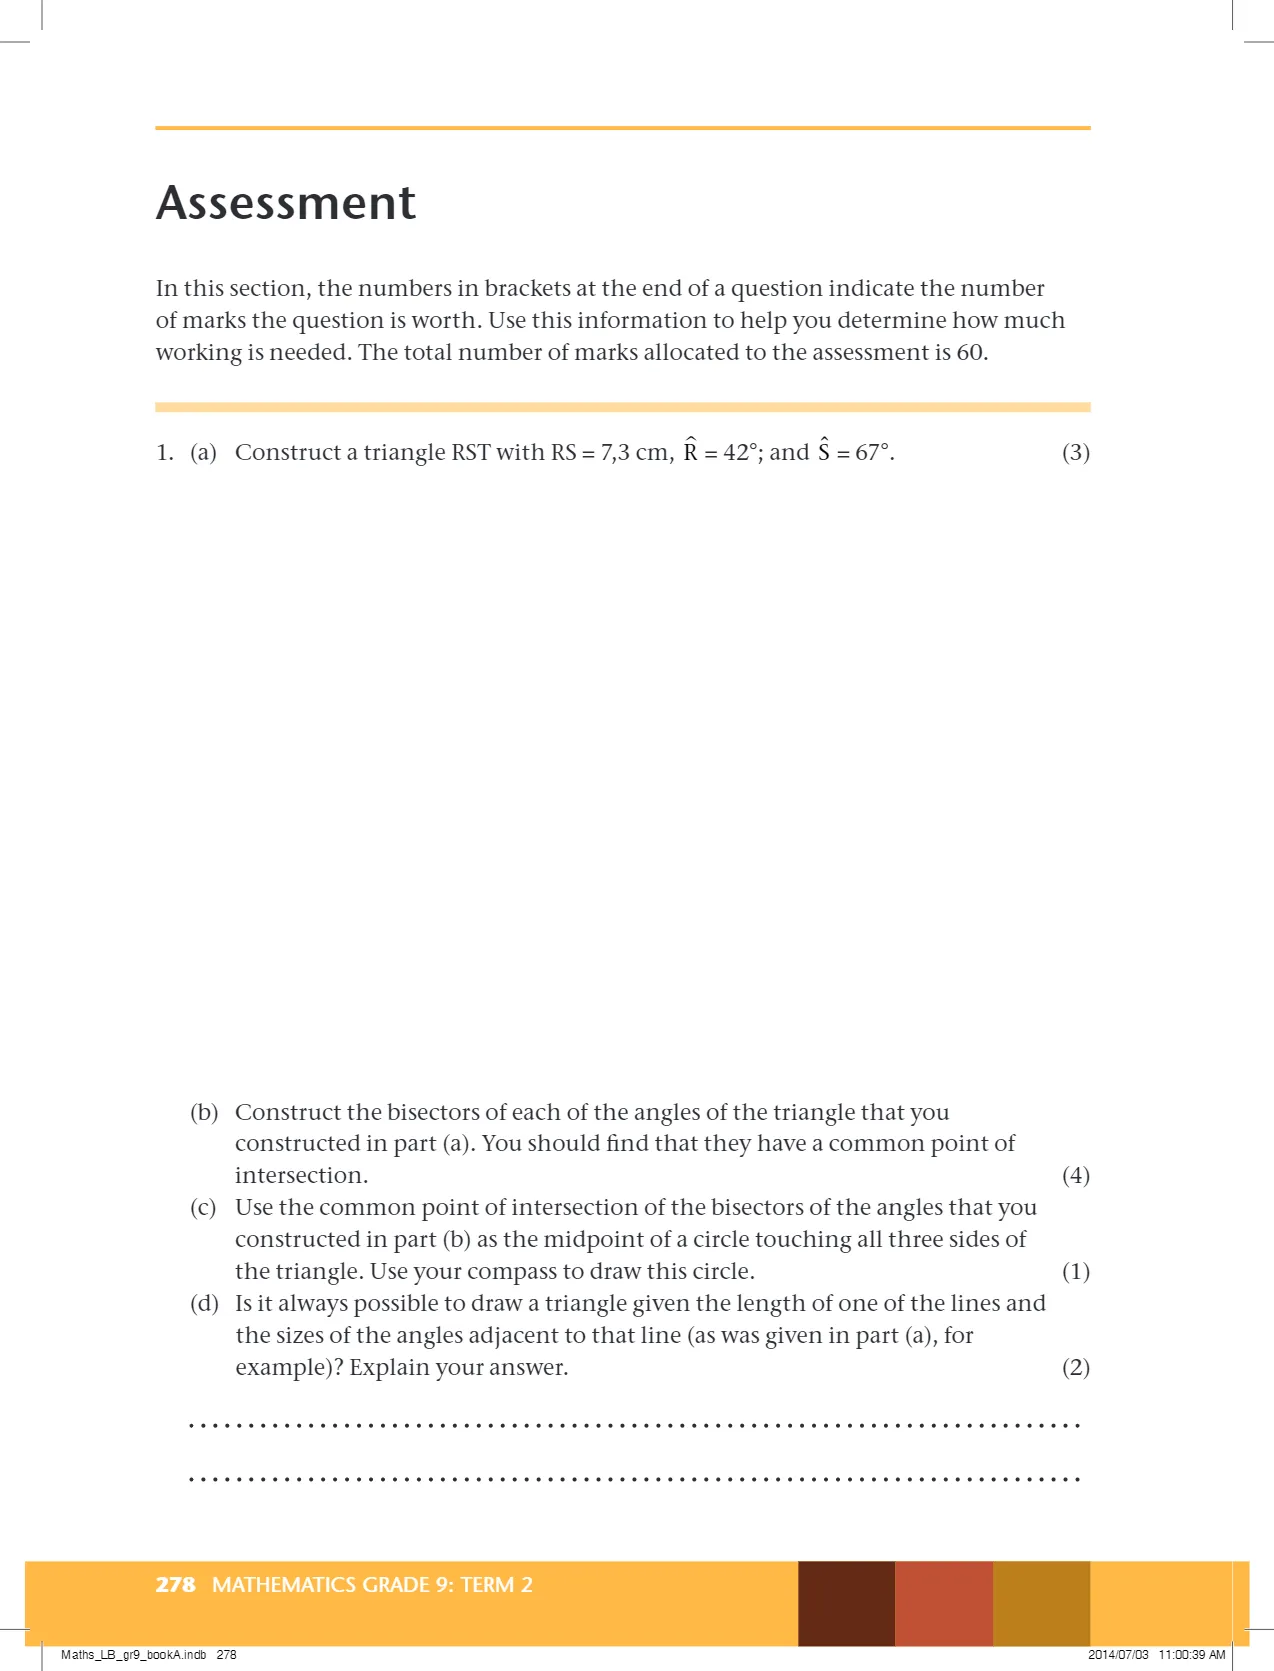 Assessment
In this section, the numbers in brackets at the end of a question indicate the number
of marks the question is worth. Use this information to help you determine how much
working is needed. The total number of marks allocated to the assessment is 60.
1. (a) Construct a triangle RST with RS = 7,3 cm, R̂ = 42°; and Ŝ = 67°. (3)
(b) Construct the bisectors of each of the angles of the triangle that you
constructed in part (a). You should find that they have a common point of
intersection. (4)
(c) Use the common point of intersection of the bisectors of the angles that you
constructed in part (b) as the midpoint of a circle touching all three sides of
the triangle. Use your compass to draw this circle. (1)
(d) Is it always possible to draw a triangle given the length of one of the lines and
the sizes of the angles adjacent to that line (as was given in part (a), for
example)? Explain your answer. (2)
278 MATHEMATICS GRADE 9: TERM 2
Maths_LB_gr9_bookA.indb 278 2014/07/03 11:00:39 AM